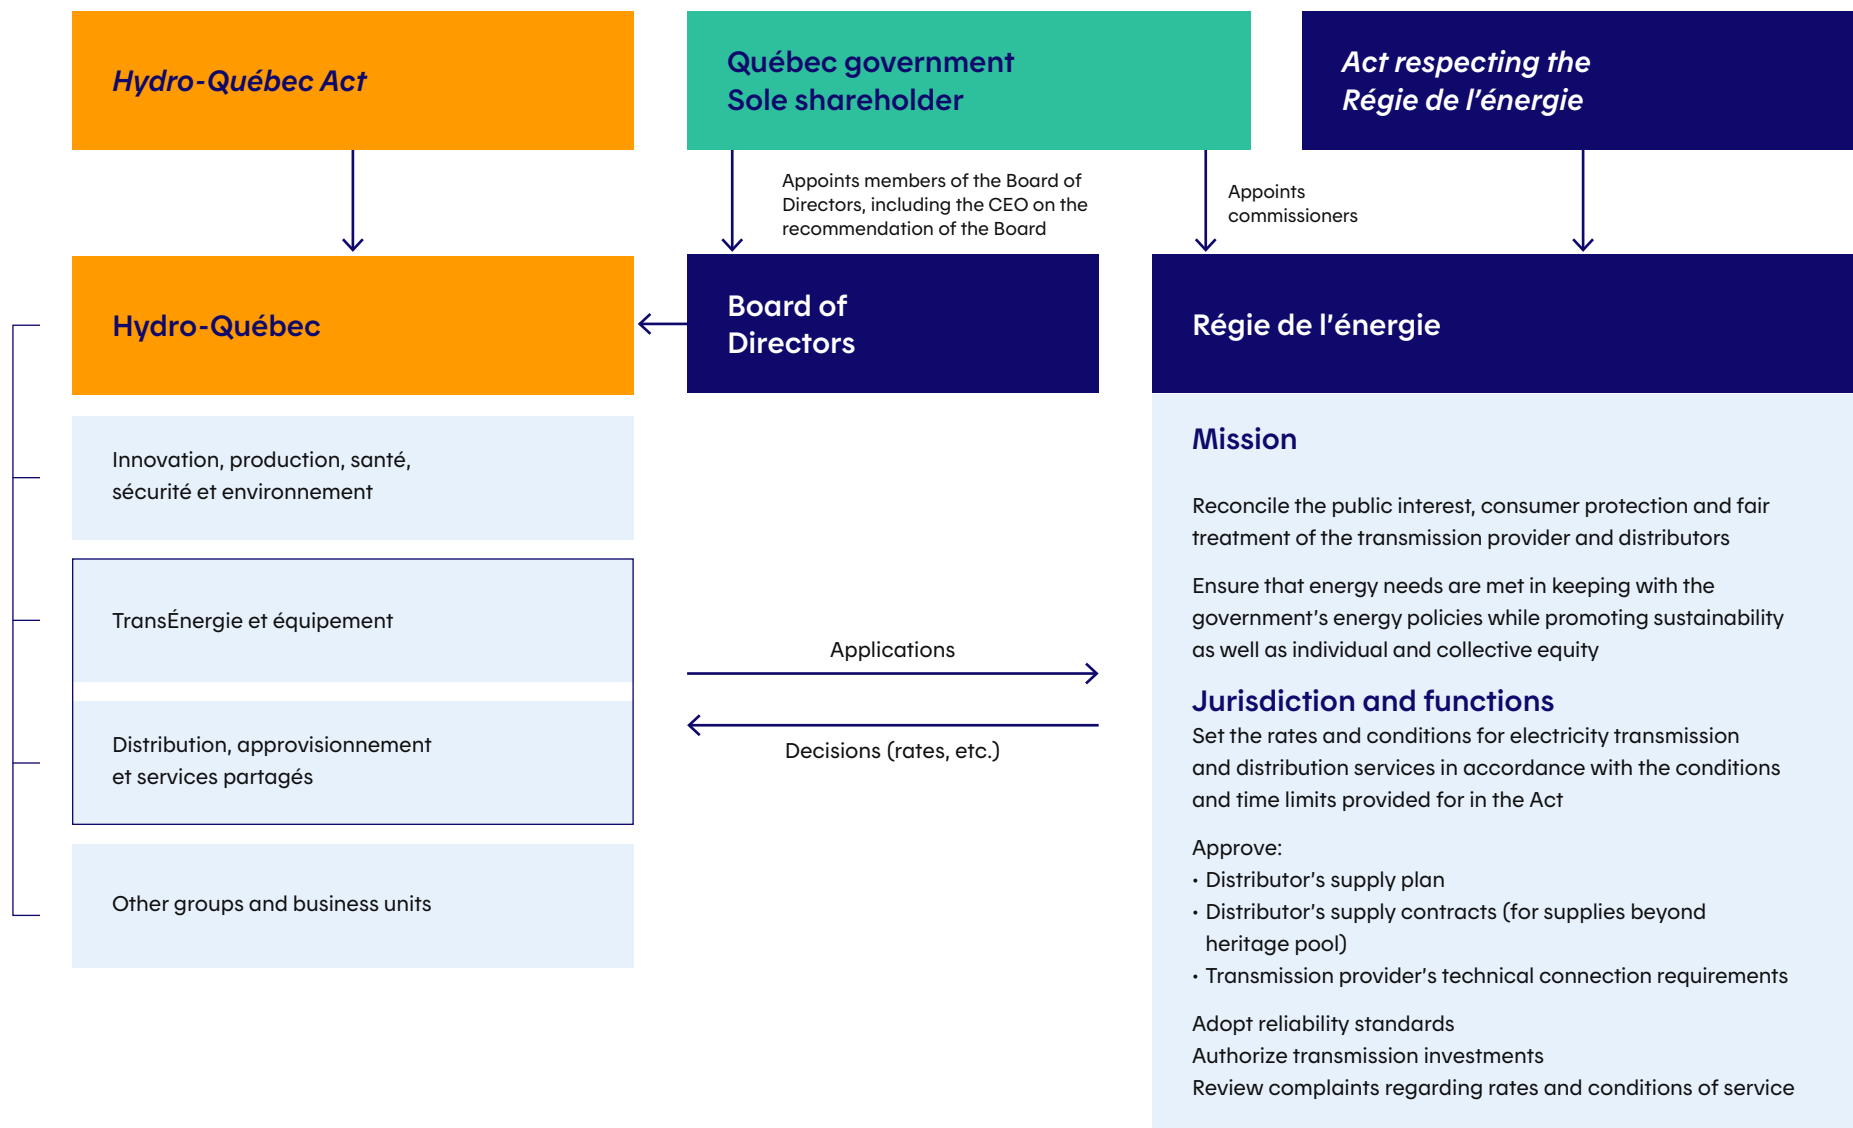 Hydro-Québec Act
Québec government
Sole shareholder
Act respecting the
Régie de l'énergie
Appoints members of the Board of
Directors, including the CEO on the
recommendation of the Board
Appoints
commissioners
Hydro-Québec
Board of
Directors
Régie de l'énergie
Innovation, production, santé,
sécurité et environnement
TransÉnergie et équipement
Distribution, approvisionnement
et services partagés
Other groups and business units
Applications
Decisions (rates, etc.)
Mission
Reconcile the public interest, consumer protection and fair
treatment of the transmission provider and distributors
Ensure that energy needs are met in keeping with the
government's energy policies while promoting sustainability
as well as individual and collective equity
Jurisdiction and functions
Set the rates and conditions for electricity transmission
and distribution services in accordance with the conditions
and time limits provided for in the Act
Approve:
• Distributor's supply plan
• Distributor's supply contracts (for supplies beyond
heritage pool)
• Transmission provider's technical connection requirements
Adopt reliability standards
Authorize transmission investments
Review complaints regarding rates and conditions of service